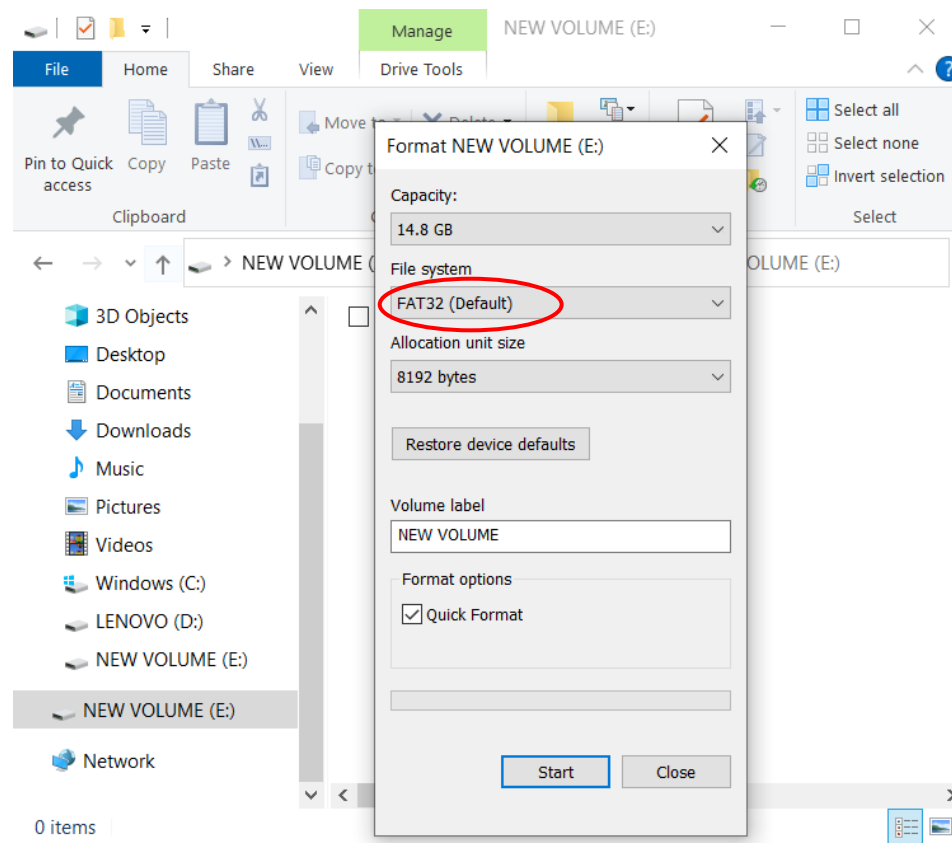 Manage NEW VOLUME (E:)
File Home Share View Drive Tools
Pin to Quick access
Copy
Paste
Clipboard
Move
Copy
Select all
Select none
Invert selection
Select
NEW VOLUME (
OLUME (E:)
3D Objects
Desktop
Documents
Downloads
Music
Pictures
Videos
Windows (C:)
LENOVO (D:)
NEW VOLUME (E:)
NEW VOLUME (E:)
Network
0 items
Format NEW VOLUME (E:)
Capacity:
14.8 GB
File system
FAT32 (Default)
Allocation unit size
8192 bytes
Restore device defaults
Volume label
NEW VOLUME
Format options
Quick Format
Start Close